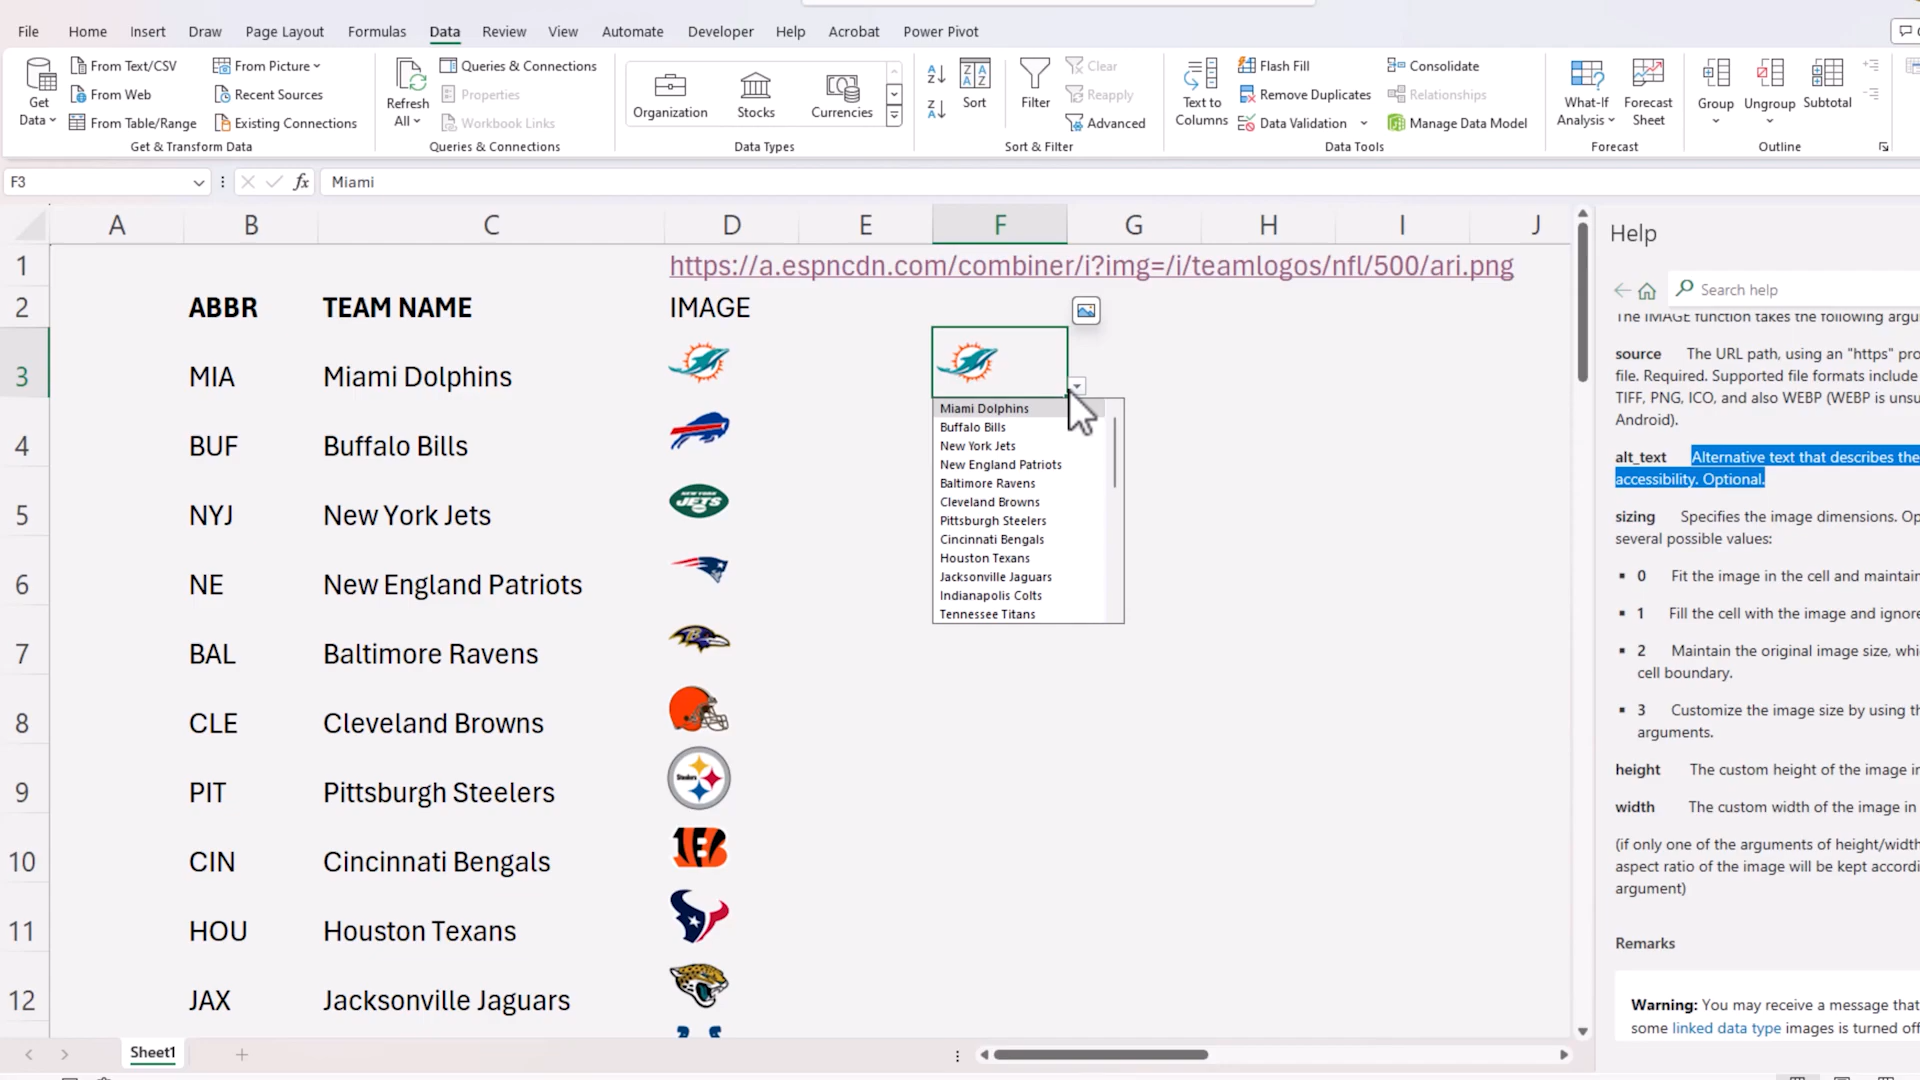 File Home Insert Draw Page Layout Formulas Data Review View Automate Developer Help Acrobat Power Pivot
Get Data
From Text/CSV
From Web
From Table/Range
From Picture
Recent Sources
Existing Connections
Get & Transform Data
Refresh All
Queries & Connections
Properties
Workbook Links
Queries & Connections
Organization Stocks Currencies
Data Types
Sort
Filter
Clear
Reapply
Advanced
Sort & Filter
Text to Columns
Flash Fill
Remove Duplicates
Data Validation
Consolidate
Relationships
Manage Data Model
Data Tools
What-If Analysis
Forecast Sheet
Forecast
Group Ungroup Subtotal
Outline
F3 fx Miami
A B C D E F G H I J
1 https://a.espncdn.com/combiner/i?img=/i/teamlogos/nfl/500/ari.png
2 ABBR TEAM NAME IMAGE
3 MIA Miami Dolphins
4 BUF Buffalo Bills
5 NYJ New York Jets
NEW YORK
JETS
6 NE New England Patriots
7 BAL Baltimore Ravens
8 CLE Cleveland Browns
9 PIT Pittsburgh Steelers
Steelers
10 CIN Cincinnati Bengals
11 HOU Houston Texans
12 JAX Jacksonville Jaguars
Miami Dolphins
Buffalo Bills
New York Jets
New England Patriots
Baltimore Ravens
Cleveland Browns
Pittsburgh Steelers
Cincinnati Bengals
Houston Texans
Jacksonville Jaguars
Indianapolis Colts
Tennessee Titans
Help
Search help
The IMAGE function takes the following
source The URL path, using an "https"
file. Required. Supported file formats include
TIFF, PNG, ICO, and also WEBP (WEBP is
Android).
alt_text Alternative text that describes the
accessibility. Optional.
sizing Specifies the image dimensions.
several possible values:
0 Fit the image in the cell and
1 Fill the cell with the image and
2 Maintain the original image size,
cell boundary.
3 Customize the image size by using
arguments.
height The custom height of the image
width The custom width of the image in
(if only one of the arguments of
aspect ratio of the image will be kept
argument)
Remarks
Warning: You may receive a message that
some linked data type images is turned
Sheet1